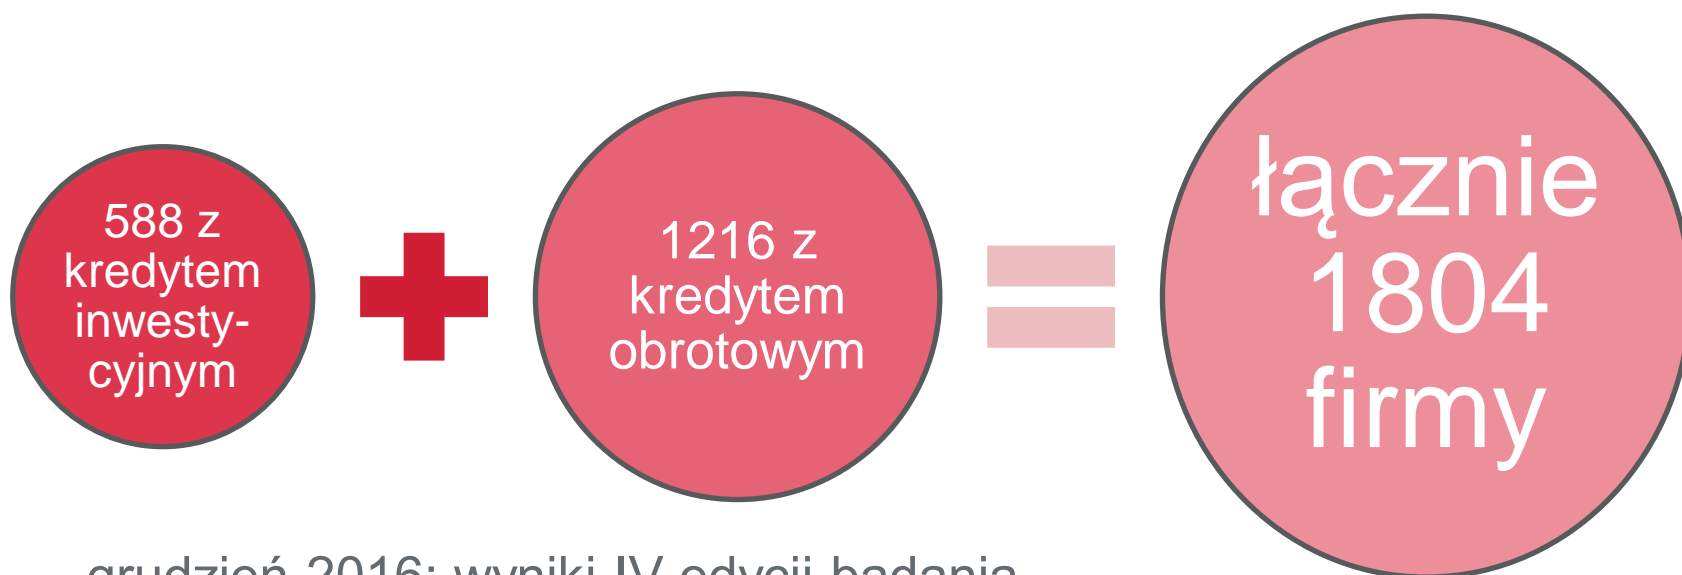 588 z
kredytem
inwesty-
cyjnym
1216 z
kredytem
obrotowym
łącznie
1804
firmy
grudzień 2016: wyniki IV edycji badania